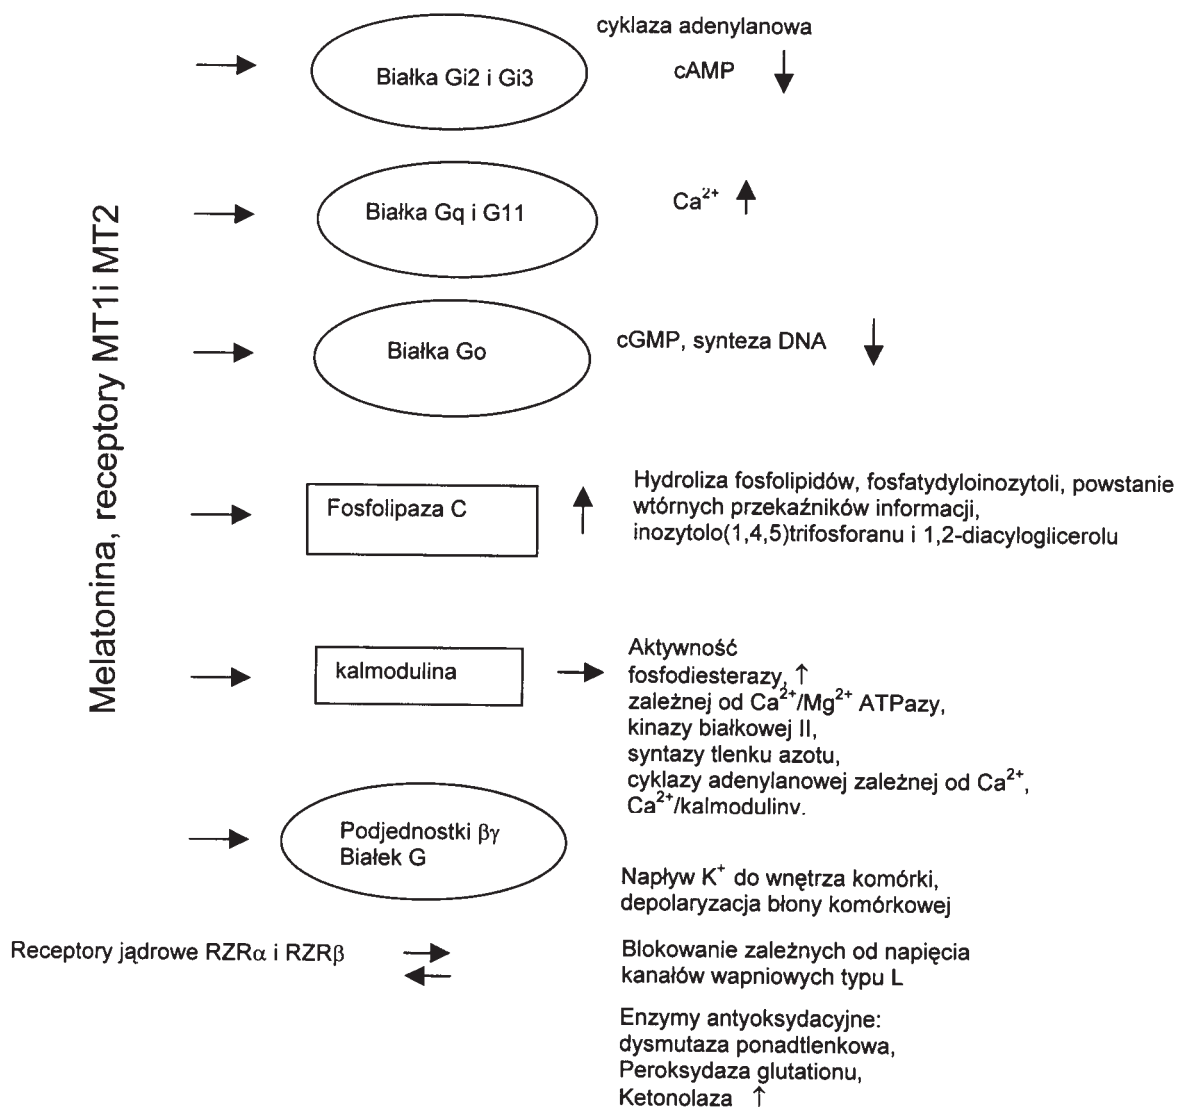 Melatonina, receptory MT1i MT2
→ Białka Gi2 i Gi3
cyklaza adenylanowa
cAMP ↓
→ Białka Gq i G11
Ca²⁺ ↑
→ Białka Go
cGMP, synteza DNA ↓
→ Fosfolipaza C ↑
Hydroliza fosfolipidów, fosfatydyloinozytoli, powstanie
wtórnych przekaźników informacji,
inozytolo(1,4,5)trifosforanu i 1,2-diacyloglicerolu
→ kalmodulina →
Aktywność
fosfodiesterazy, ↑
zależnej od Ca²⁺/Mg²⁺ ATPazy,
kinazy białkowej II,
syntazy tlenku azotu,
cyklazy adenylanowej zależnej od Ca²⁺,
Ca²⁺/kalmoduliny.
→ Podjednostki βγ
Białek G
Napływ K⁺ do wnętrza komórki,
depolaryzacja błony komórkowej
Receptory jądrowe RZRα i RZRβ → ←
Blokowanie zależnych od napięcia
kanałów wapniowych typu L
Enzymy antyoksydacyjne:
dysmutaza ponadtlenkowa,
Peroksydaza glutationu,
Ketonolaza ↑